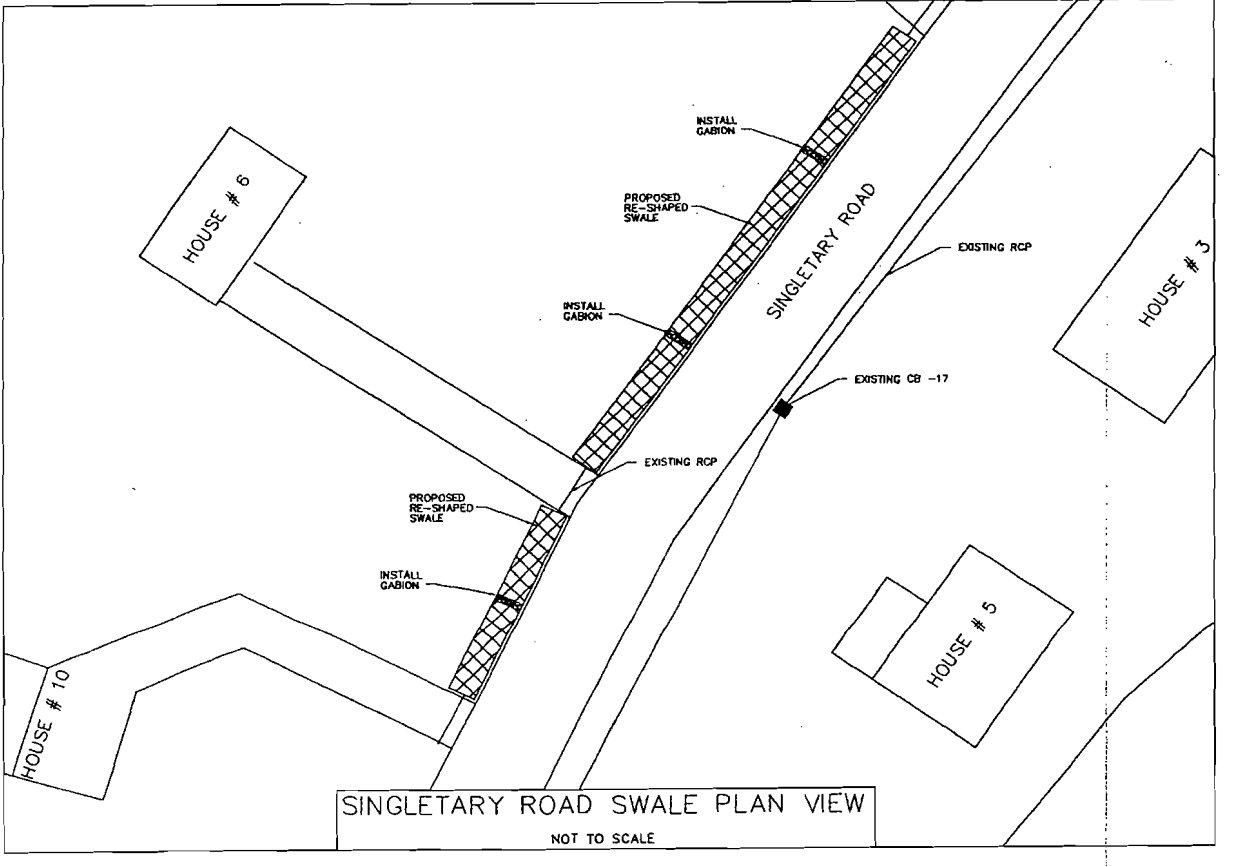 INSTALL
GABION
HOUSE # 6
PROPOSED
RE-SHAPED
SWALE
SINGLETARY ROAD
EXISTING RCP
HOUSE # 3
INSTALL
GABION
EXISTING CB -17
EXISTING RCP
PROPOSED
RE-SHAPED
SWALE
INSTALL
GABION
HOUSE # 5
HOUSE # 10
SINGLETARY ROAD SWALE PLAN VIEW
NOT TO SCALE